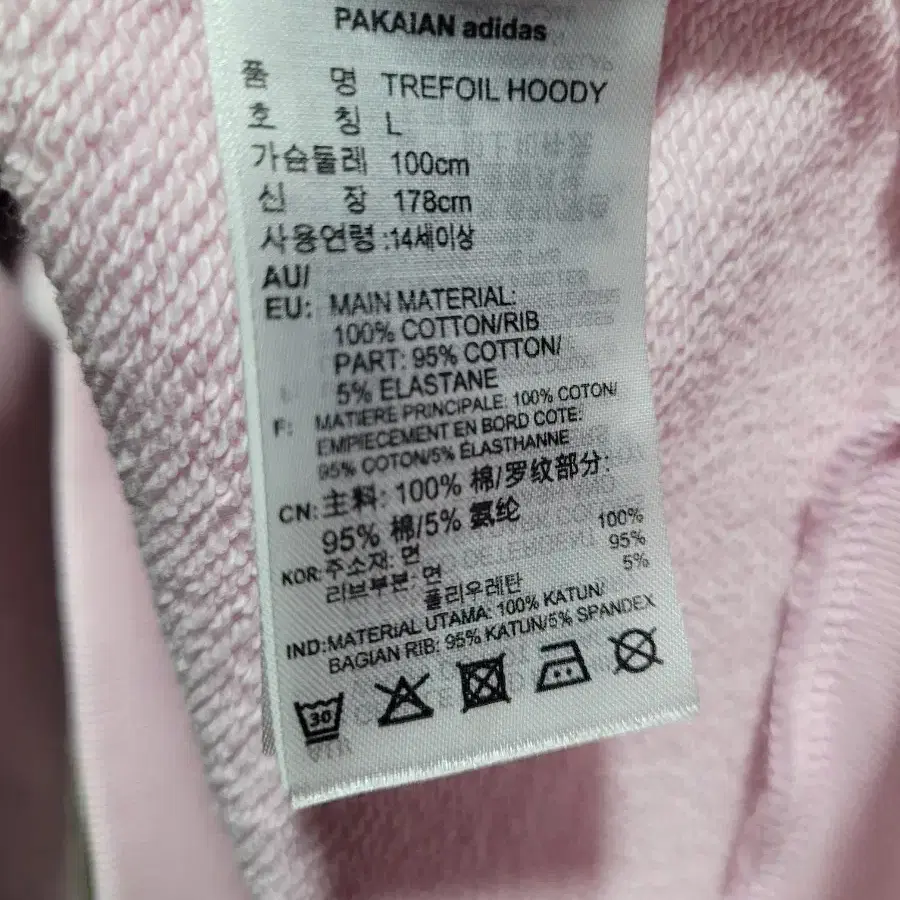 PAKAIAN adidas
품 명 TREFOIL HOODY
호 칭 L
가슴둘레 100cm
신 장 178cm
사용연령 :14세이상
AU/
EU: MAIN MATERIAL:
100% COTTON/RIB
PART: 95% COTTON/
5% ELASTANE
F: MATIERE PRINCIPALE: 100% COTON/
EMPIECEMENT EN BORD COTE:
95% COTON/5% ÉLASTHANNE
CN: 主料: 100% 棉/罗纹部分:
95% 棉/5% 氨纶
KOR: 주소재: 면 100%
리브부분: 면 95%
폴리우레탄 5%
IND: MATERIAL UTAMA: 100% KATUN/
BAGIAN RIB: 95% KATUN/5% SPANDEX
30